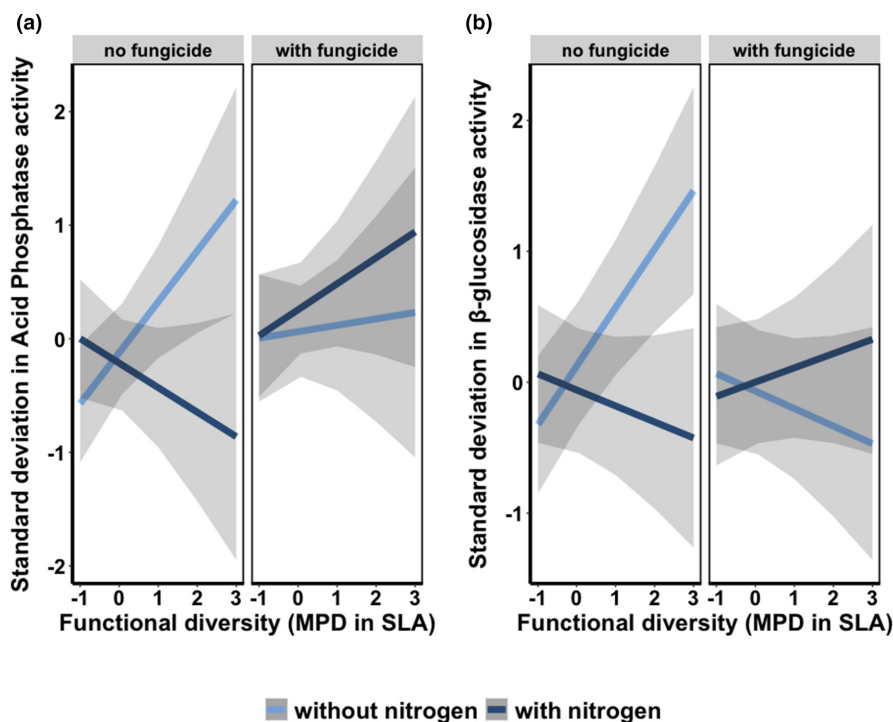 (a)
no fungicide
with fungicide
Standard deviation in Acid Phosphatase activity
2
1
0
-1
-2
-1 0 1 2 3
-1 0 1 2 3
Functional diversity (MPD in SLA)
(b)
no fungicide
with fungicide
Standard deviation in β-glucosidase activity
2
1
0
-1
-1 0 1 2 3
-1 0 1 2 3
Functional diversity (MPD in SLA)
without nitrogen
with nitrogen